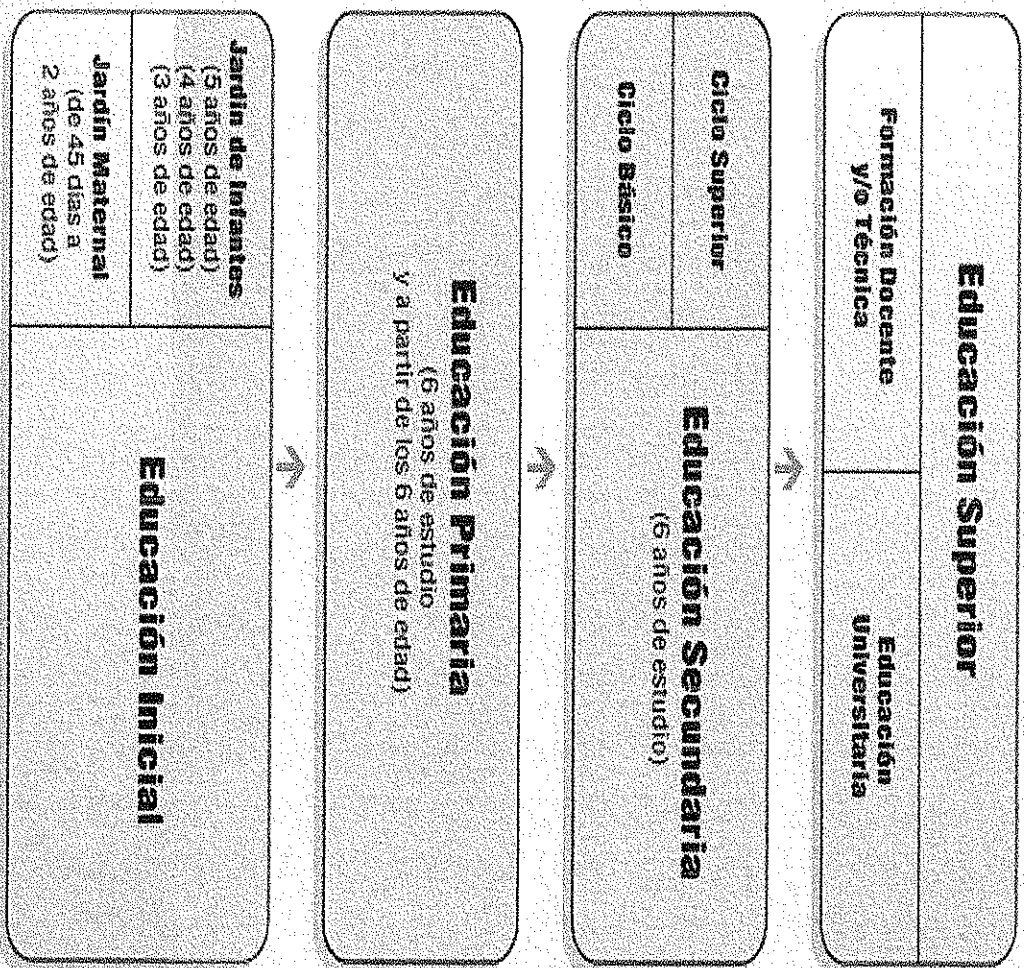 Educación Superior
Formación Docente
y/o Técnica
Educación
Universitaria
Ciclo Superior
Ciclo Básico
Educación Secundaria
(6 años de estudio)
Educación Primaria
(6 años de estudio
y a partir de los 6 años de edad)
Jardín de Infantes
(5 años de edad)
(4 años de edad)
(3 años de edad)
Jardín Maternal
(de 45 días a
2 años de edad)
Educación Inicial